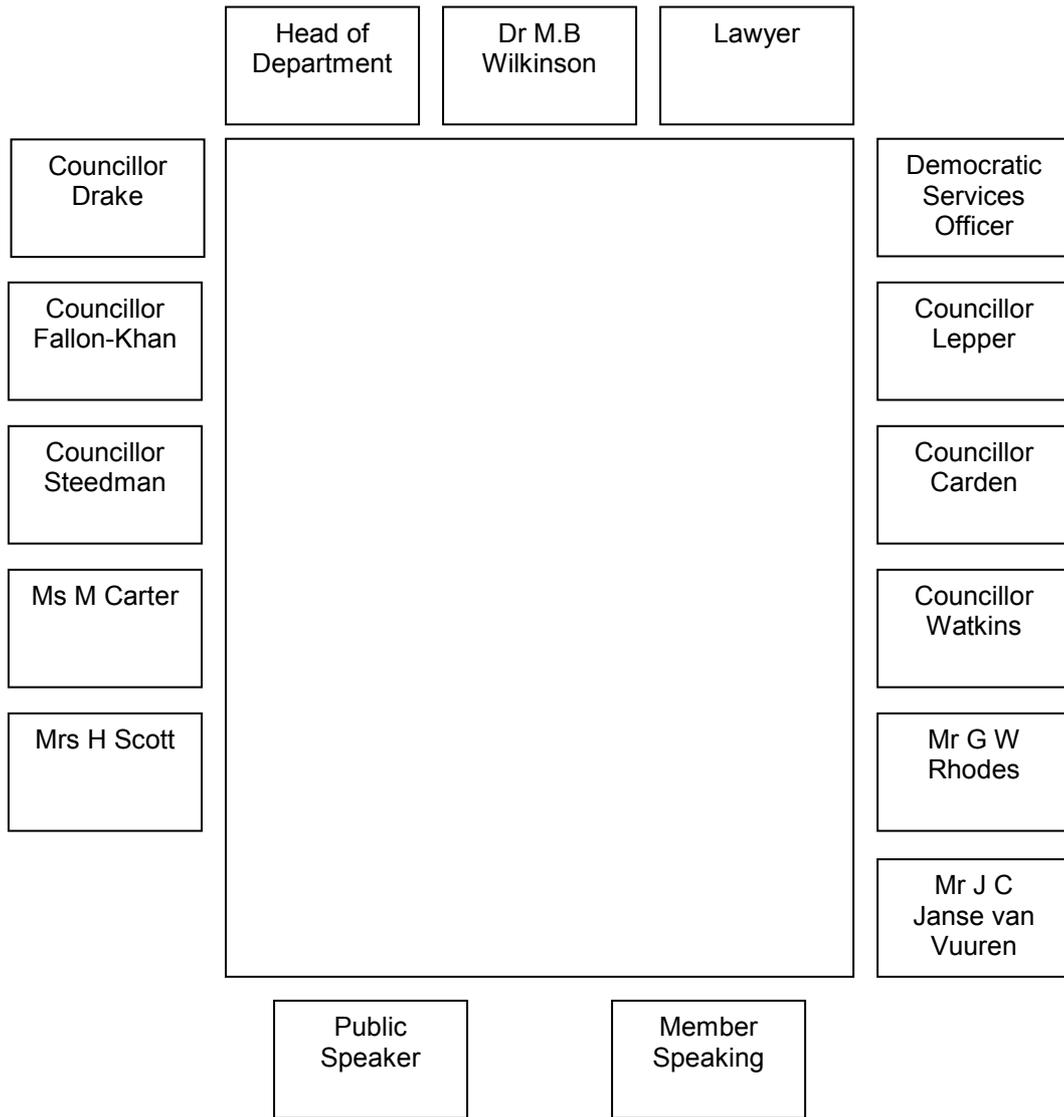 Head of
Department
Dr M.B
Wilkinson
Lawyer
Councillor
Drake
Democratic
Services
Officer
Councillor
Fallon-Khan
Councillor
Lepper
Councillor
Steedman
Councillor
Carden
Ms M Carter
Councillor
Watkins
Mrs H Scott
Mr G W
Rhodes
Mr J C
Janse van
Vuuren
Public
Speaker
Member
Speaking